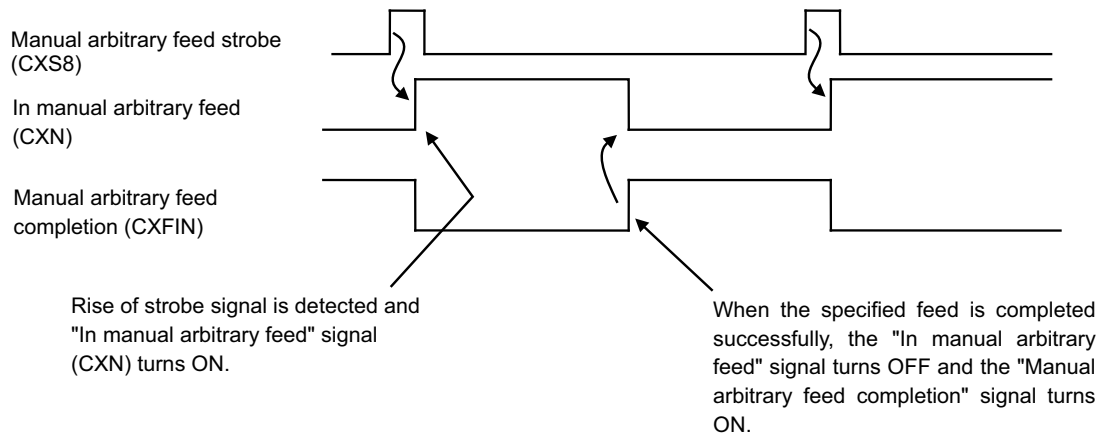 Manual arbitrary feed strobe
(CXS8)
In manual arbitrary feed
(CXN)
Manual arbitrary feed
completion (CXFIN)
Rise of strobe signal is detected and
"In manual arbitrary feed" signal
(CXN) turns ON.
When the specified feed is completed
successfully, the "In manual arbitrary
feed" signal turns OFF and the "Manual
arbitrary feed completion" signal turns
ON.